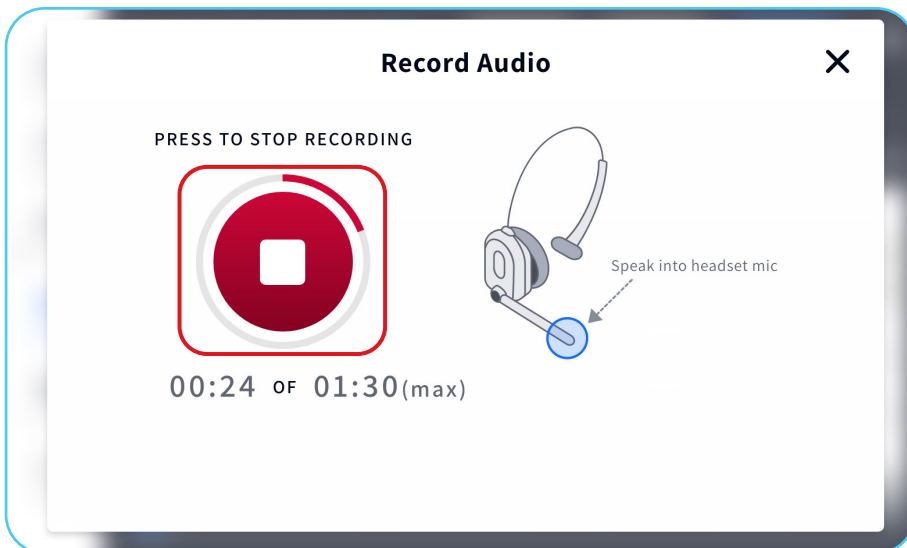 Record Audio
PRESS TO STOP RECORDING
Speak into headset mic
00:24 OF 01:30(max)